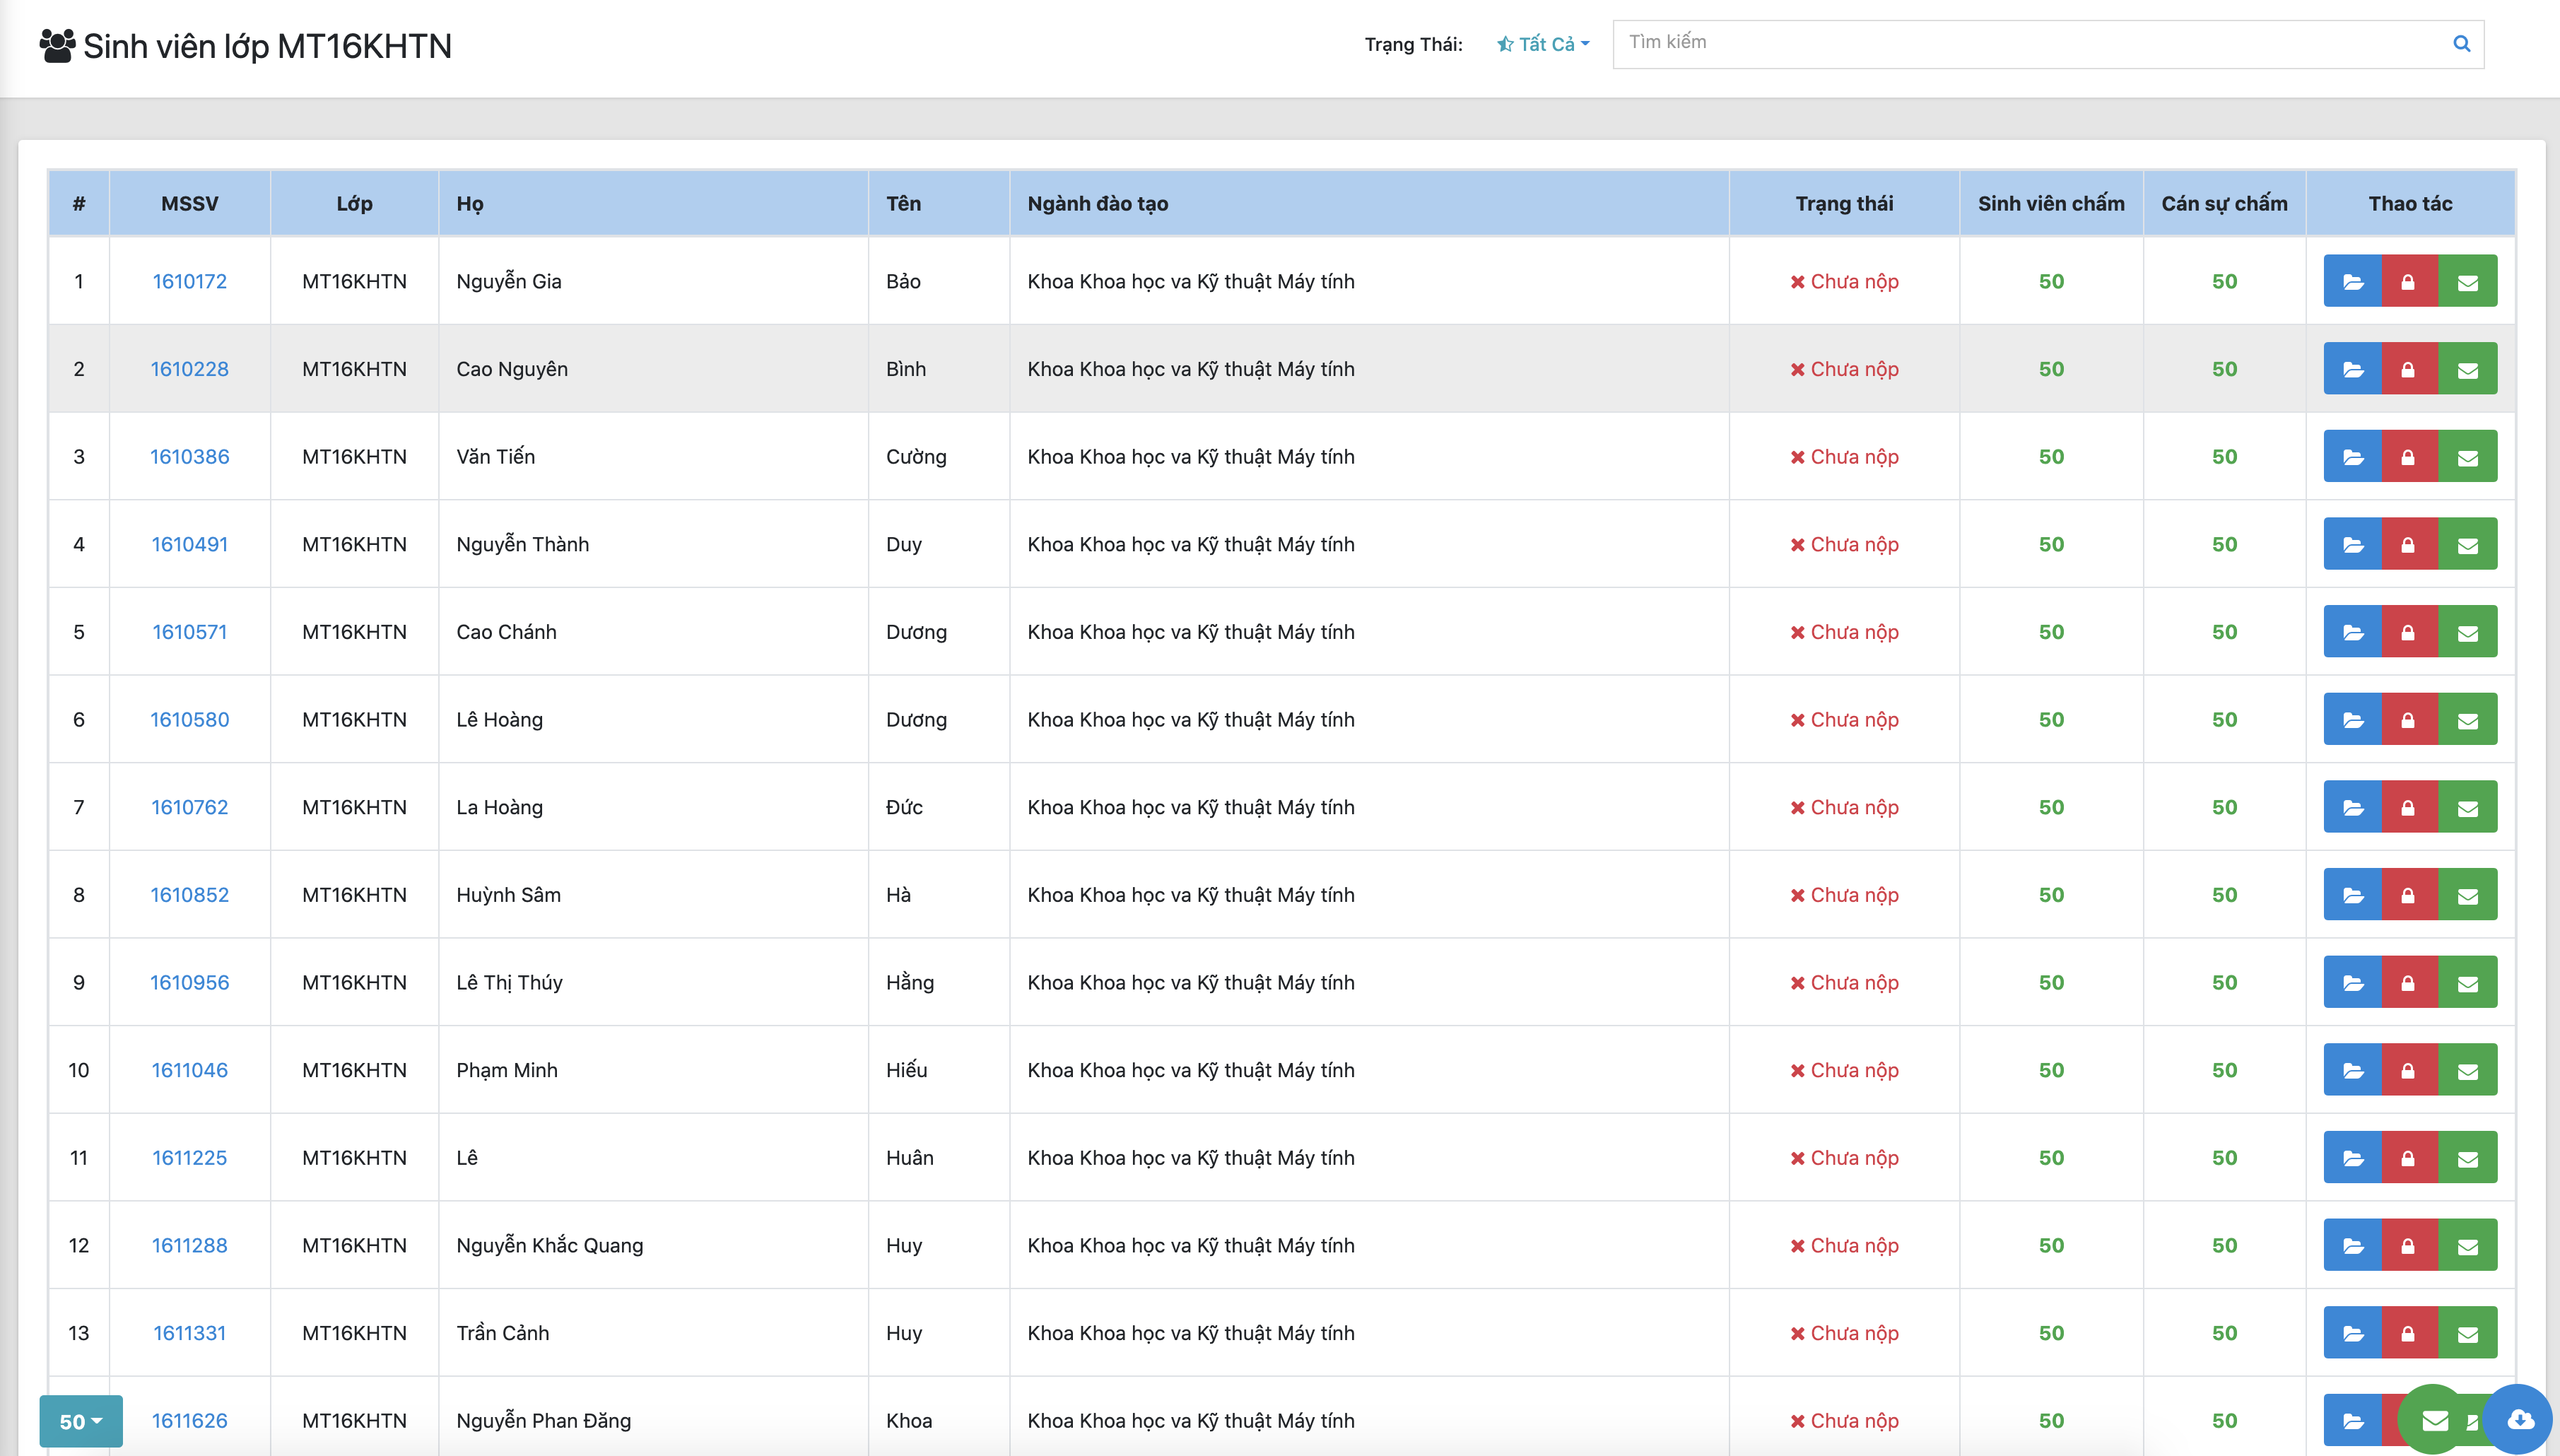 Sinh viên lớp MT16KHTN
Trạng Thái: Tất Cả Tìm kiếm
# MSSV Lớp Họ Tên Ngành đào tạo Trạng thái Sinh viên chấm Cán sự chấm Thao tác
1 1610172 MT16KHTN Nguyễn Gia Bảo Khoa Khoa học va Kỹ thuật Máy tính Chưa nộp 50 50
2 1610228 MT16KHTN Cao Nguyên Bình Khoa Khoa học va Kỹ thuật Máy tính Chưa nộp 50 50
3 1610386 MT16KHTN Văn Tiến Cường Khoa Khoa học va Kỹ thuật Máy tính Chưa nộp 50 50
4 1610491 MT16KHTN Nguyễn Thành Duy Khoa Khoa học va Kỹ thuật Máy tính Chưa nộp 50 50
5 1610571 MT16KHTN Cao Chánh Dương Khoa Khoa học va Kỹ thuật Máy tính Chưa nộp 50 50
6 1610580 MT16KHTN Lê Hoàng Dương Khoa Khoa học va Kỹ thuật Máy tính Chưa nộp 50 50
7 1610762 MT16KHTN La Hoàng Đức Khoa Khoa học va Kỹ thuật Máy tính Chưa nộp 50 50
8 1610852 MT16KHTN Huỳnh Sâm Hà Khoa Khoa học va Kỹ thuật Máy tính Chưa nộp 50 50
9 1610956 MT16KHTN Lê Thị Thúy Hằng Khoa Khoa học va Kỹ thuật Máy tính Chưa nộp 50 50
10 1611046 MT16KHTN Phạm Minh Hiếu Khoa Khoa học va Kỹ thuật Máy tính Chưa nộp 50 50
11 1611225 MT16KHTN Lê Huân Khoa Khoa học va Kỹ thuật Máy tính Chưa nộp 50 50
12 1611288 MT16KHTN Nguyễn Khắc Quang Huy Khoa Khoa học va Kỹ thuật Máy tính Chưa nộp 50 50
13 1611331 MT16KHTN Trần Cảnh Huy Khoa Khoa học va Kỹ thuật Máy tính Chưa nộp 50 50
50 1611626 MT16KHTN Nguyễn Phan Đăng Khoa Khoa Khoa học va Kỹ thuật Máy tính Chưa nộp 50 50